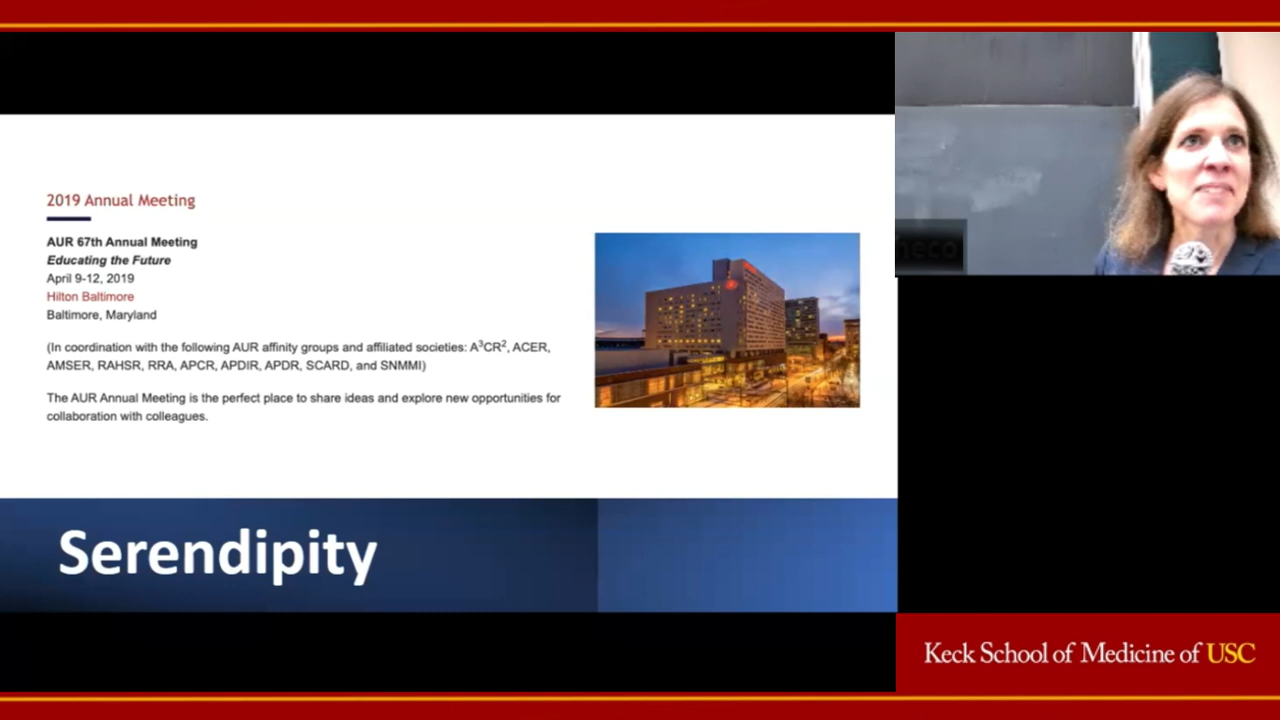 2019 Annual Meeting
AUR 67th Annual Meeting
Educating the Future
April 9-12, 2019
Hilton Baltimore
Baltimore, Maryland
(In coordination with the following AUR affinity groups and affiliated societies: A³CR², ACER,
AMSER, RAHSR, RRA, APCR, APDIR, APDR, SCARD, and SNMMI)
The AUR Annual Meeting is the perfect place to share ideas and explore new opportunities for
collaboration with colleagues.
Serendipity
Keck School of Medicine of USC